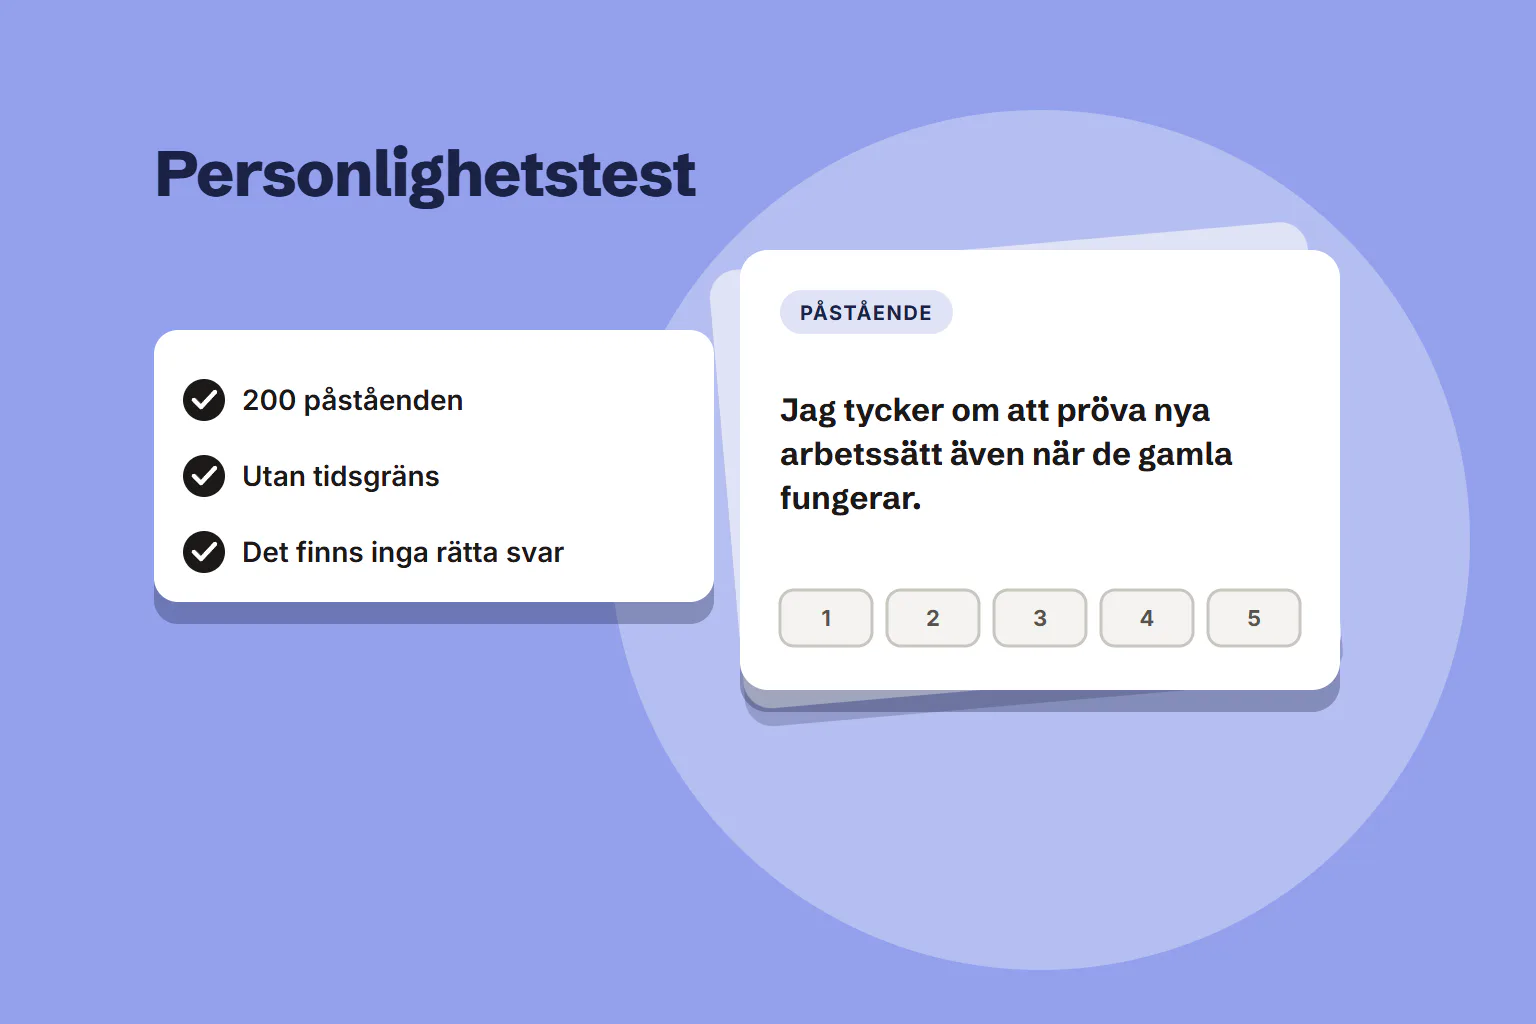 Personlighetstest
200 påståenden
Utan tidsgräns
Det finns inga rätta svar
PÅSTÅENDE
Jag tycker om att pröva nya
arbetssätt även när de gamla
fungerar.
1 2 3 4 5